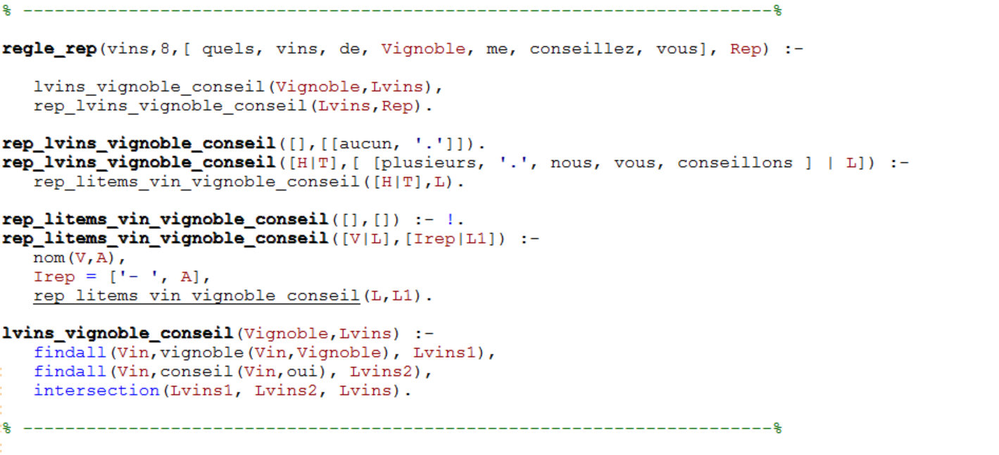 % -----------------------------------------------------------------------%
regle_rep(vins,8,[ quels, vins, de, Vignoble, me, conseillez, vous], Rep) :-
   lvins_vignoble_conseil(Vignoble,Lvins),
   rep_lvins_vignoble_conseil(Lvins,Rep).
rep_lvins_vignoble_conseil([],[[aucun, '.']]).
rep_lvins_vignoble_conseil([H|T],[ [plusieurs, '.', nous, vous, conseillons ] | L]) :-
   rep_litems_vin_vignoble_conseil([H|T],L).
rep_litems_vin_vignoble_conseil([],[]) :- !.
rep_litems_vin_vignoble_conseil([V|L],[Irep|L1]) :-
   nom(V,A),
   Irep = ['- ', A],
   rep_litems_vin_vignoble_conseil(L,L1).
lvins_vignoble_conseil(Vignoble,Lvins) :-
   findall(Vin,vignoble(Vin,Vignoble), Lvins1),
   findall(Vin,conseil(Vin,oui), Lvins2),
   intersection(Lvins1, Lvins2, Lvins).
% -----------------------------------------------------------------------%